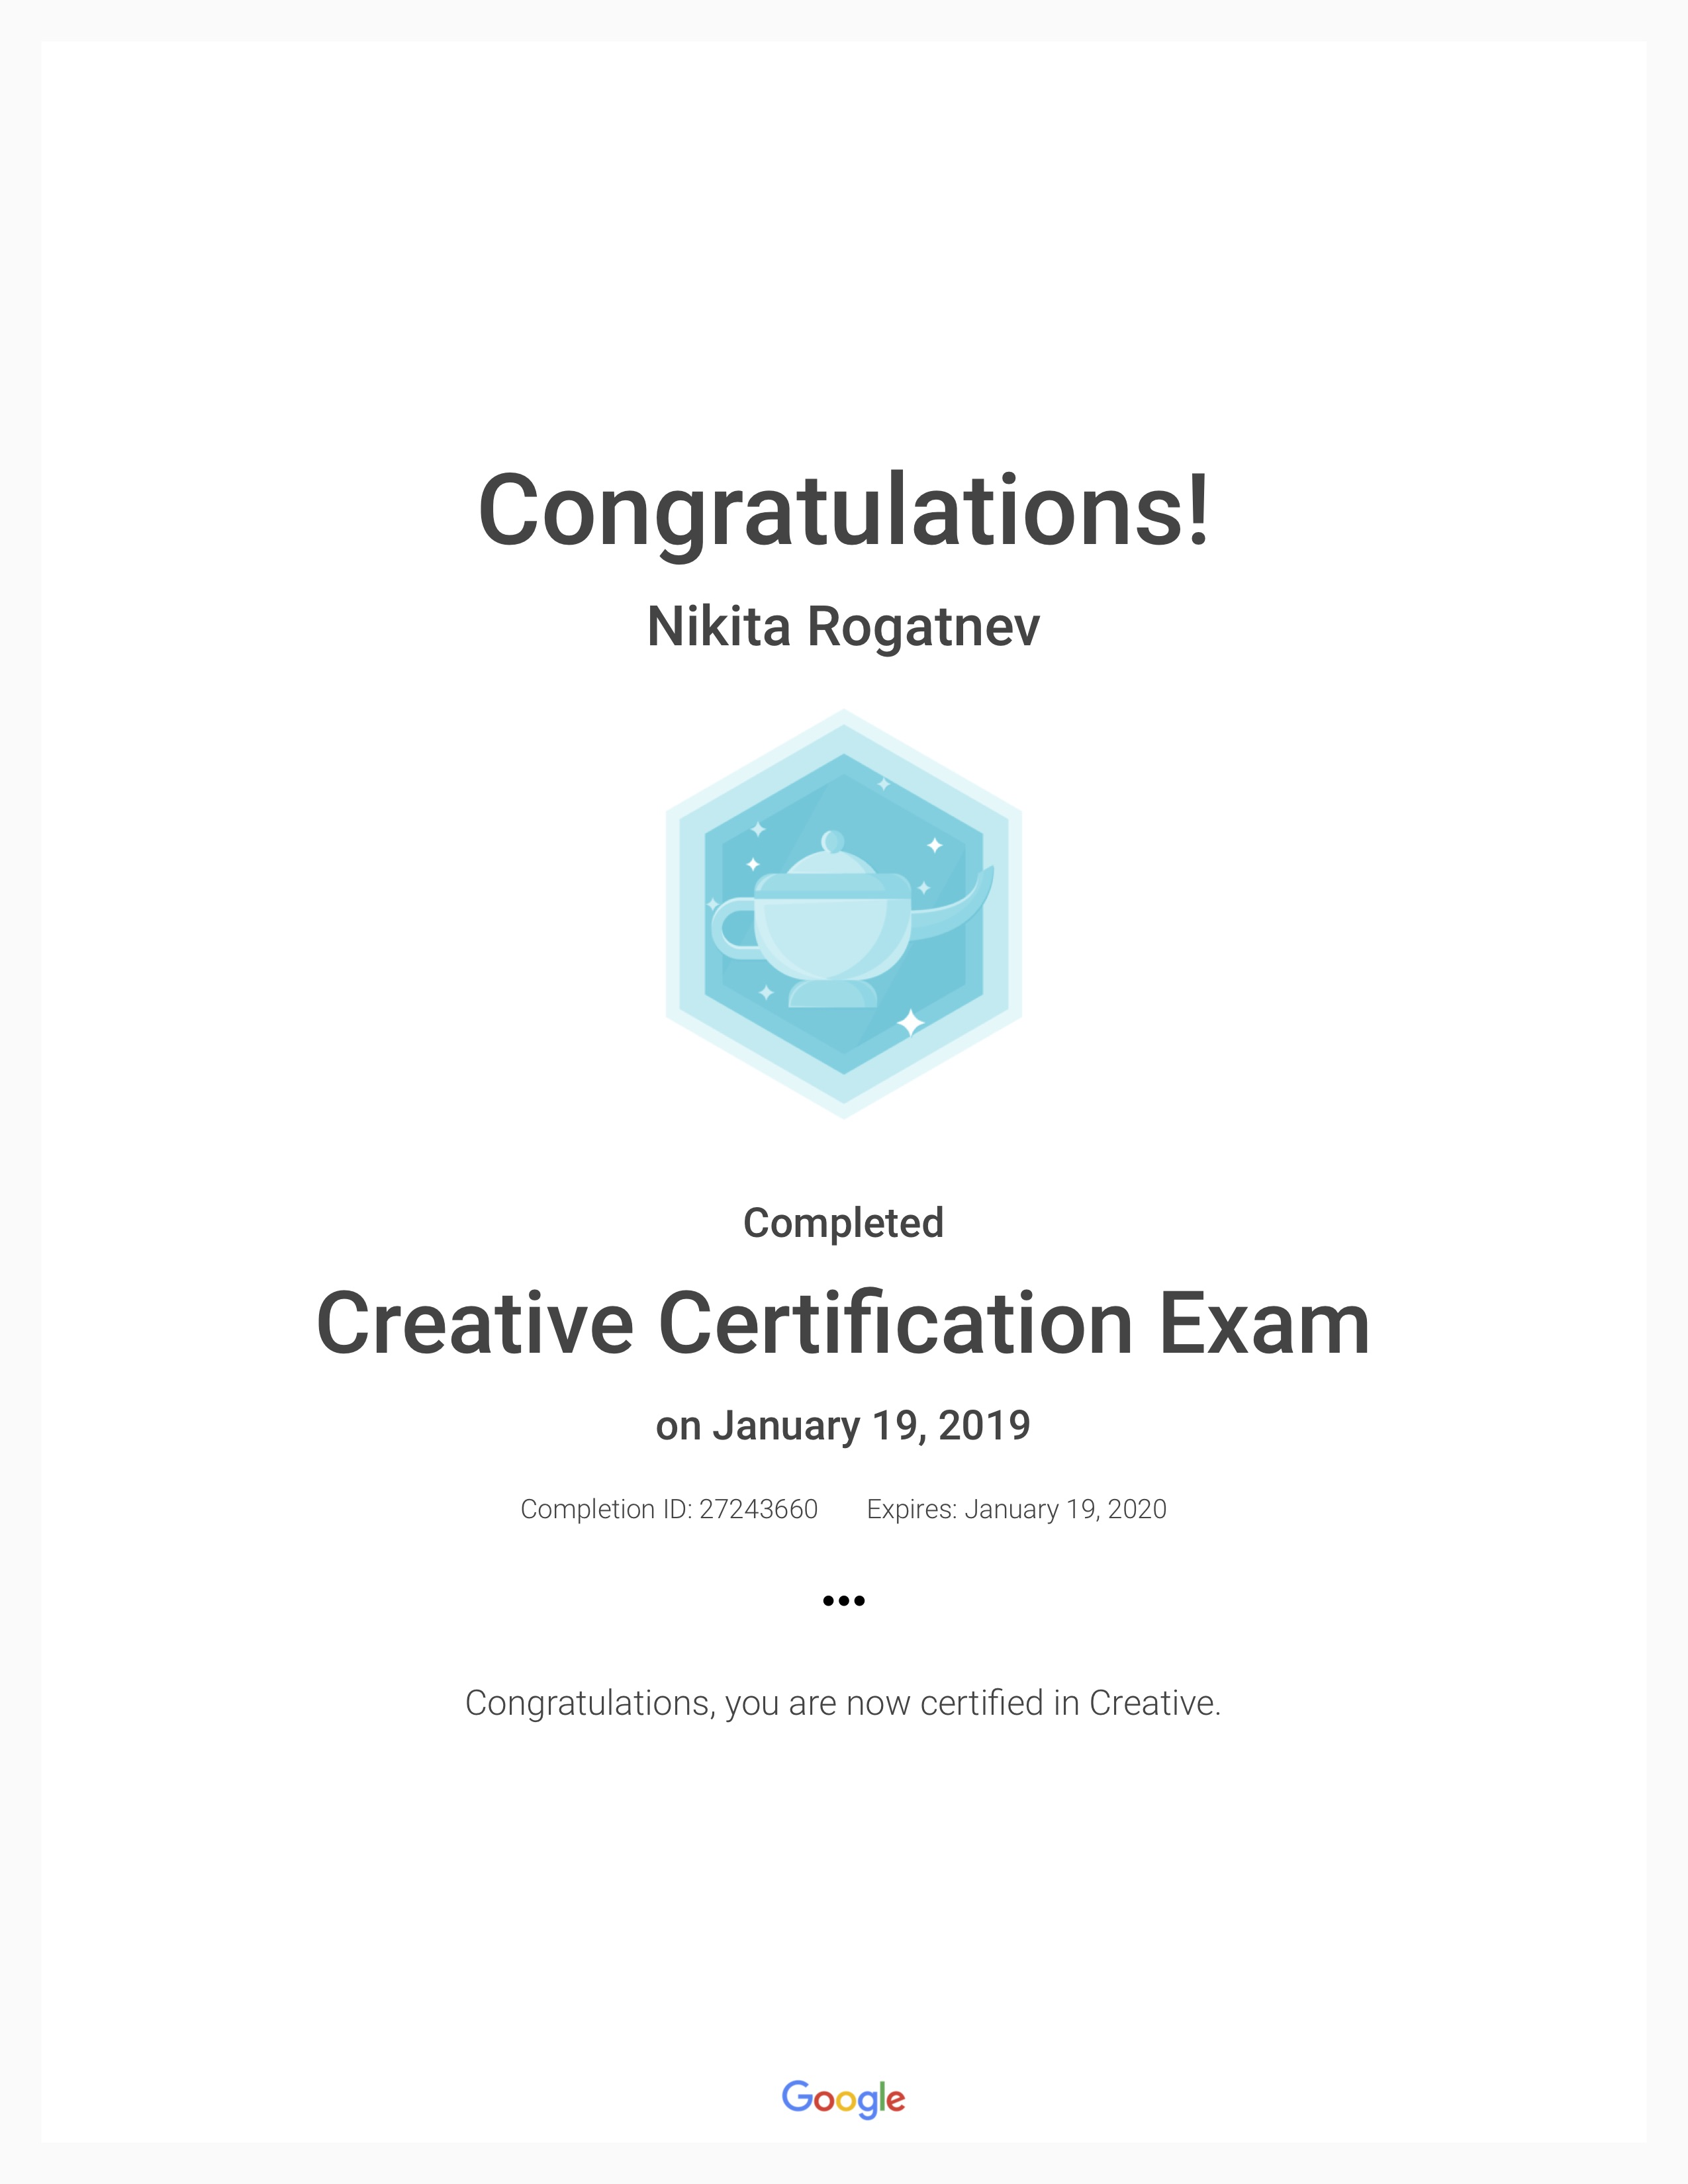 Congratulations!
Nikita Rogatnev
Completed
Creative Certification Exam
on January 19, 2019
Completion ID: 27243660 Expires: January 19, 2020
•••
Congratulations, you are now certified in Creative.
Google